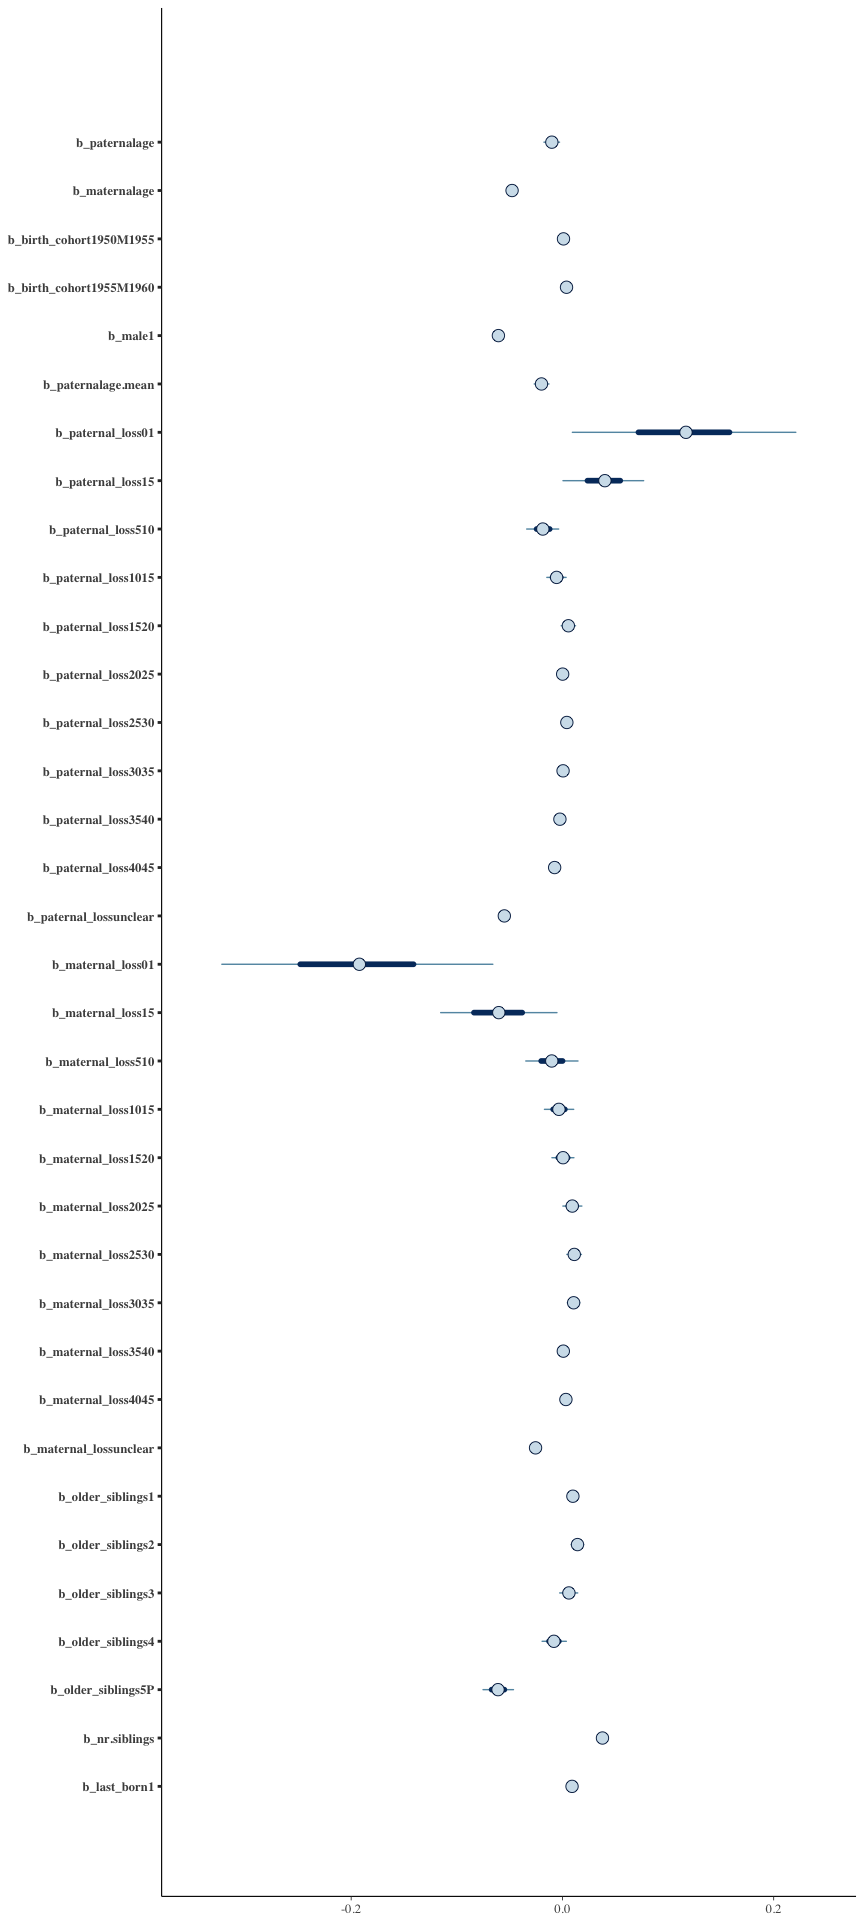 b_paternalage
b_maternalage
b_birth_cohort1950M1955
b_birth_cohort1955M1960
b_male1
b_paternalage.mean
b_paternal_loss01
b_paternal_loss15
b_paternal_loss510
b_paternal_loss1015
b_paternal_loss1520
b_paternal_loss2025
b_paternal_loss2530
b_paternal_loss3035
b_paternal_loss3540
b_paternal_loss4045
b_paternal_lossunclear
b_maternal_loss01
b_maternal_loss15
b_maternal_loss510
b_maternal_loss1015
b_maternal_loss1520
b_maternal_loss2025
b_maternal_loss2530
b_maternal_loss3035
b_maternal_loss3540
b_maternal_loss4045
b_maternal_lossunclear
b_older_siblings1
b_older_siblings2
b_older_siblings3
b_older_siblings4
b_older_siblings5P
b_nr.siblings
b_last_born1
-0.2 0.0 0.2